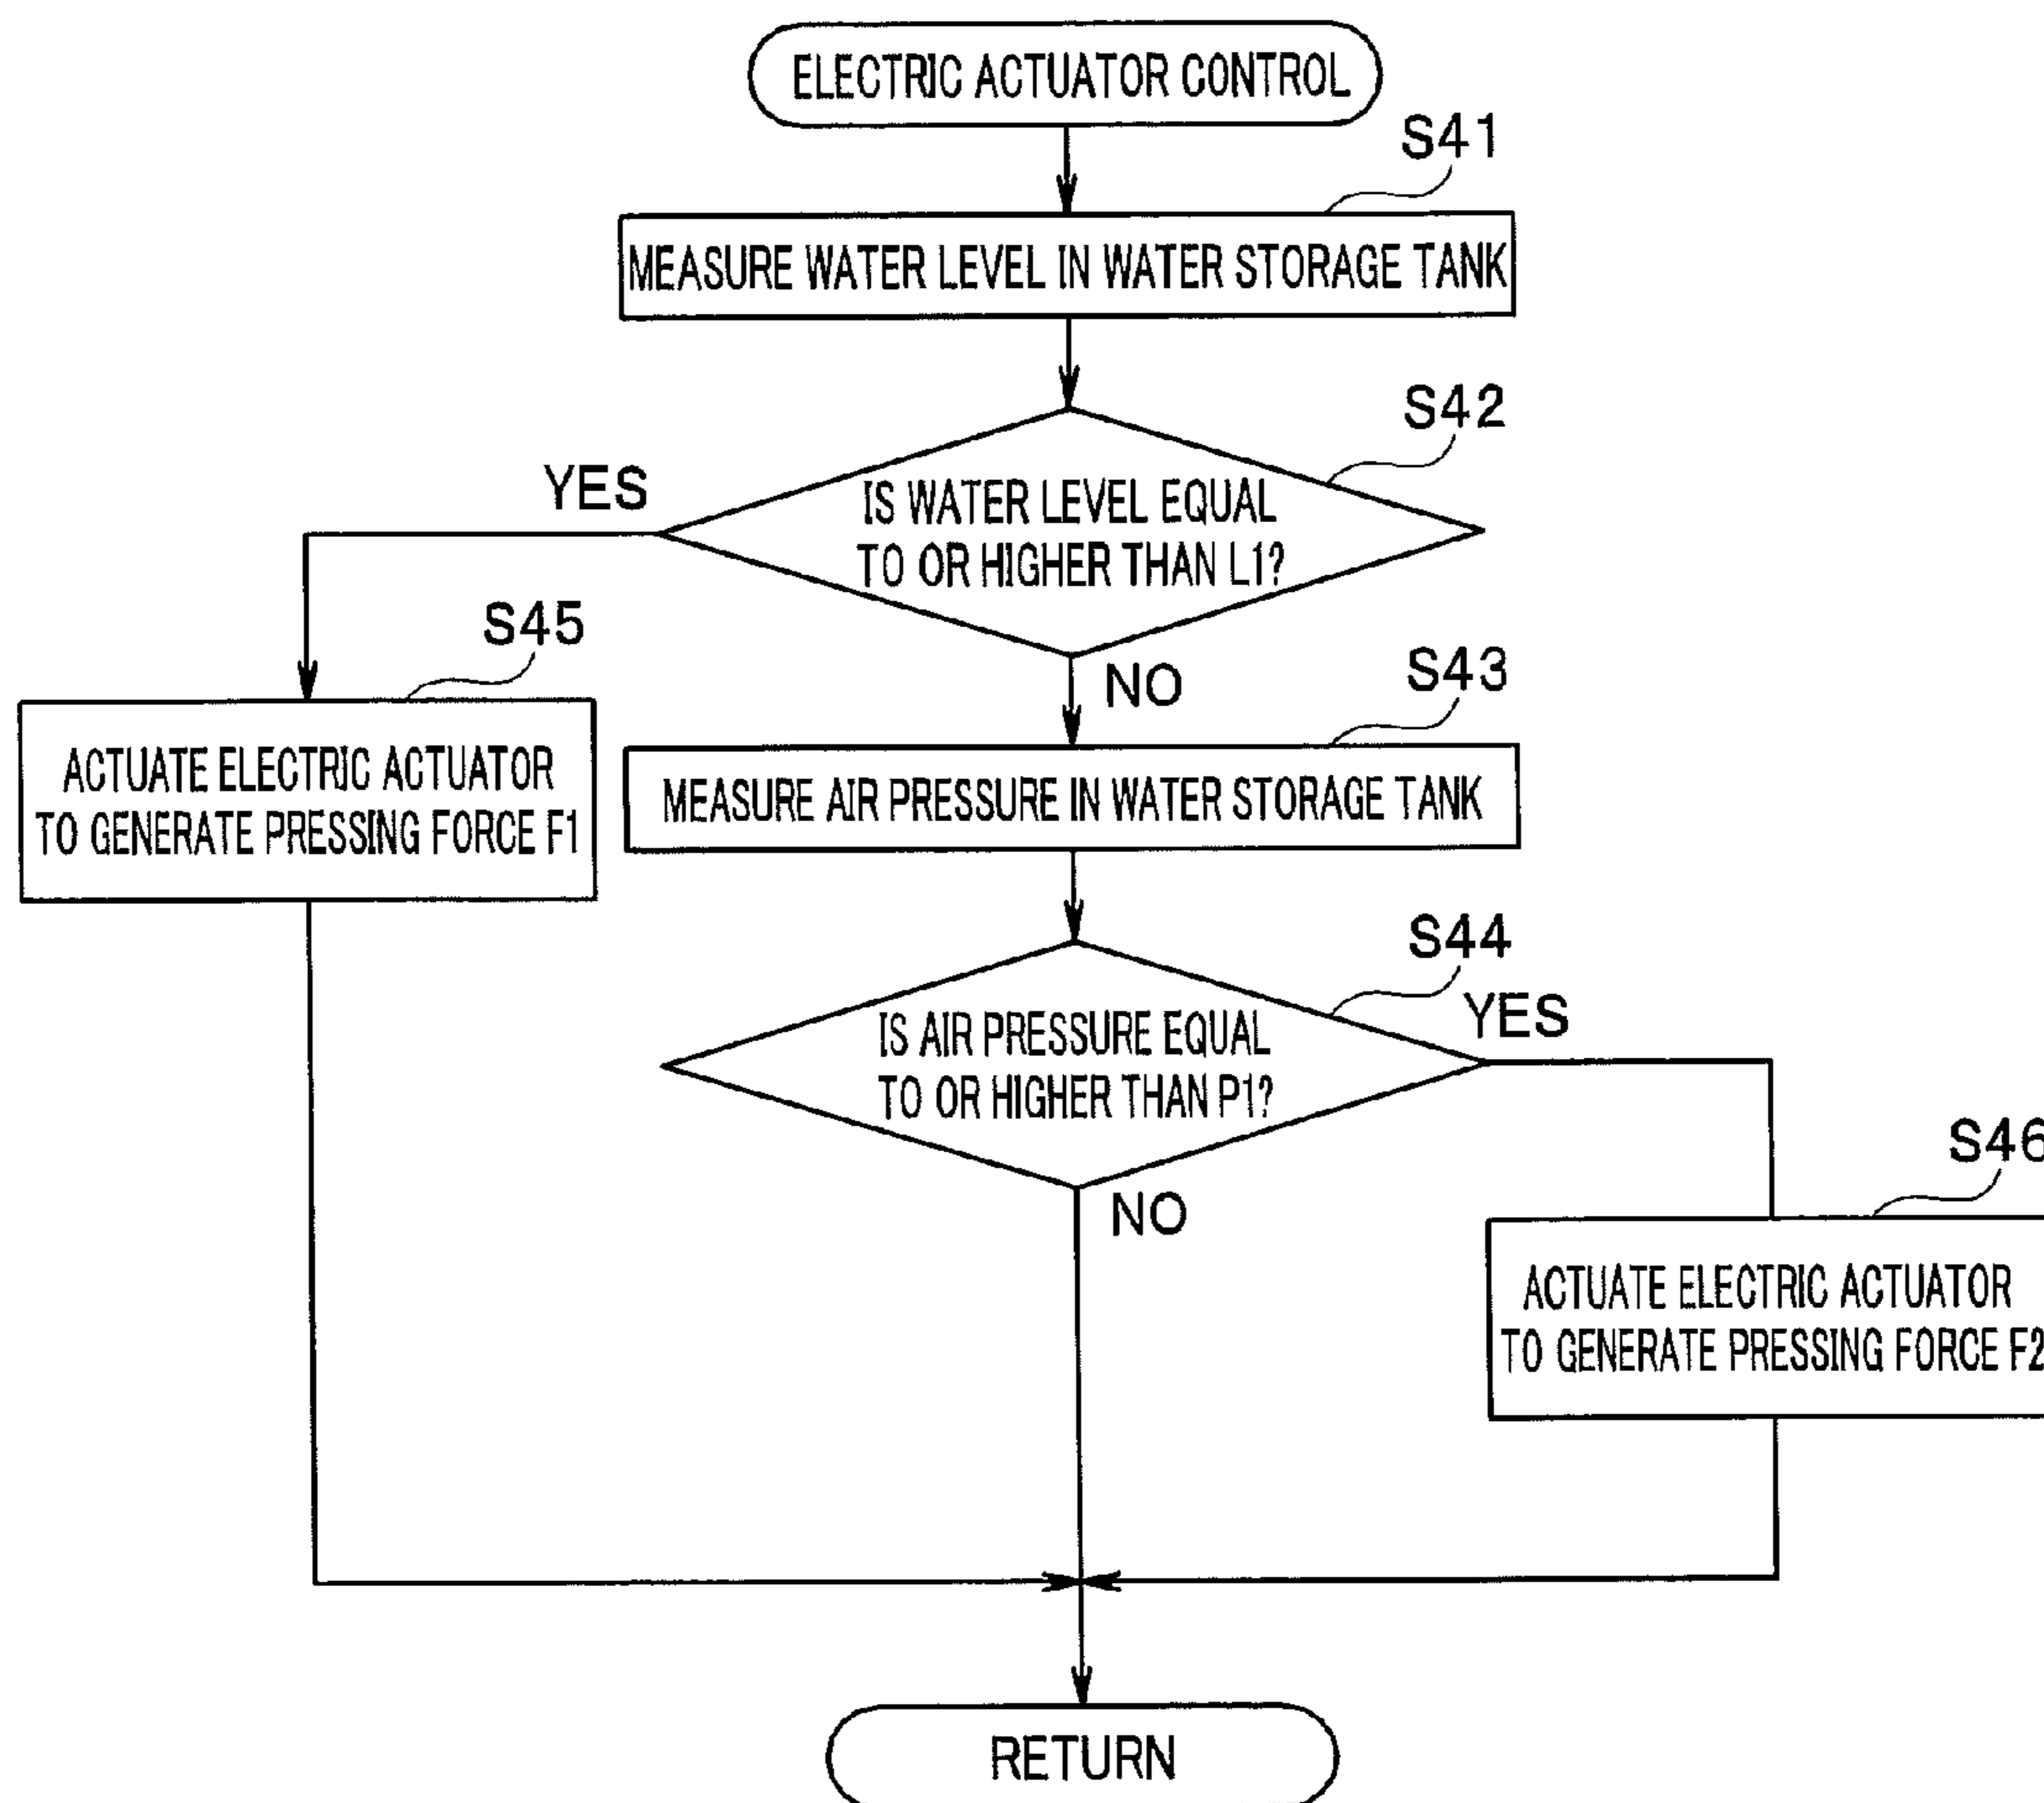 ELECTRIC ACTUATOR CONTROL
S41
MEASURE WATER LEVEL IN WATER STORAGE TANK
S42
YES
IS WATER LEVEL EQUAL
TO OR HIGHER THAN L1?
S45
NO
S43
ACTUATE ELECTRIC ACTUATOR
TO GENERATE PRESSING FORCE F1
MEASURE AIR PRESSURE IN WATER STORAGE TANK
S44
YES
IS AIR PRESSURE EQUAL
TO OR HIGHER THAN P1?
S46
NO
ACTUATE ELECTRIC ACTUATOR
TO GENERATE PRESSING FORCE F2
RETURN